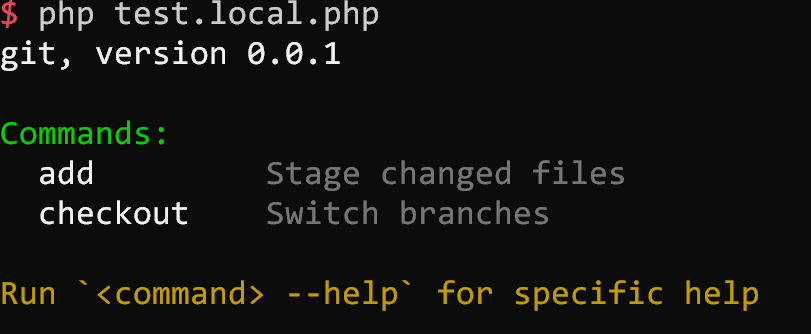 $ php test.local.php
git, version 0.0.1
Commands:
add Stage changed files
checkout Switch branches
Run `<command> --help` for specific help